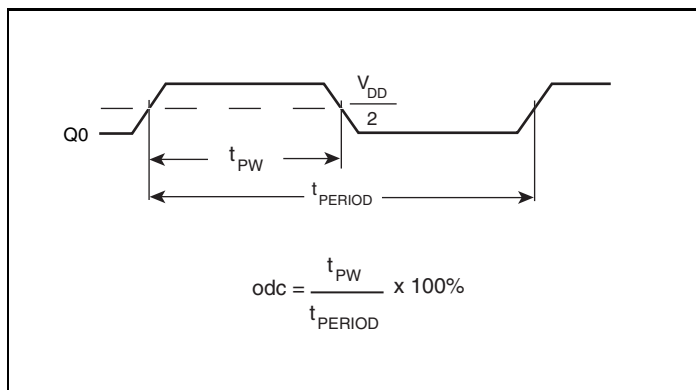 V_DD
2
Q0
t_PW
t_PERIOD
odc = t_PW / t_PERIOD x 100%